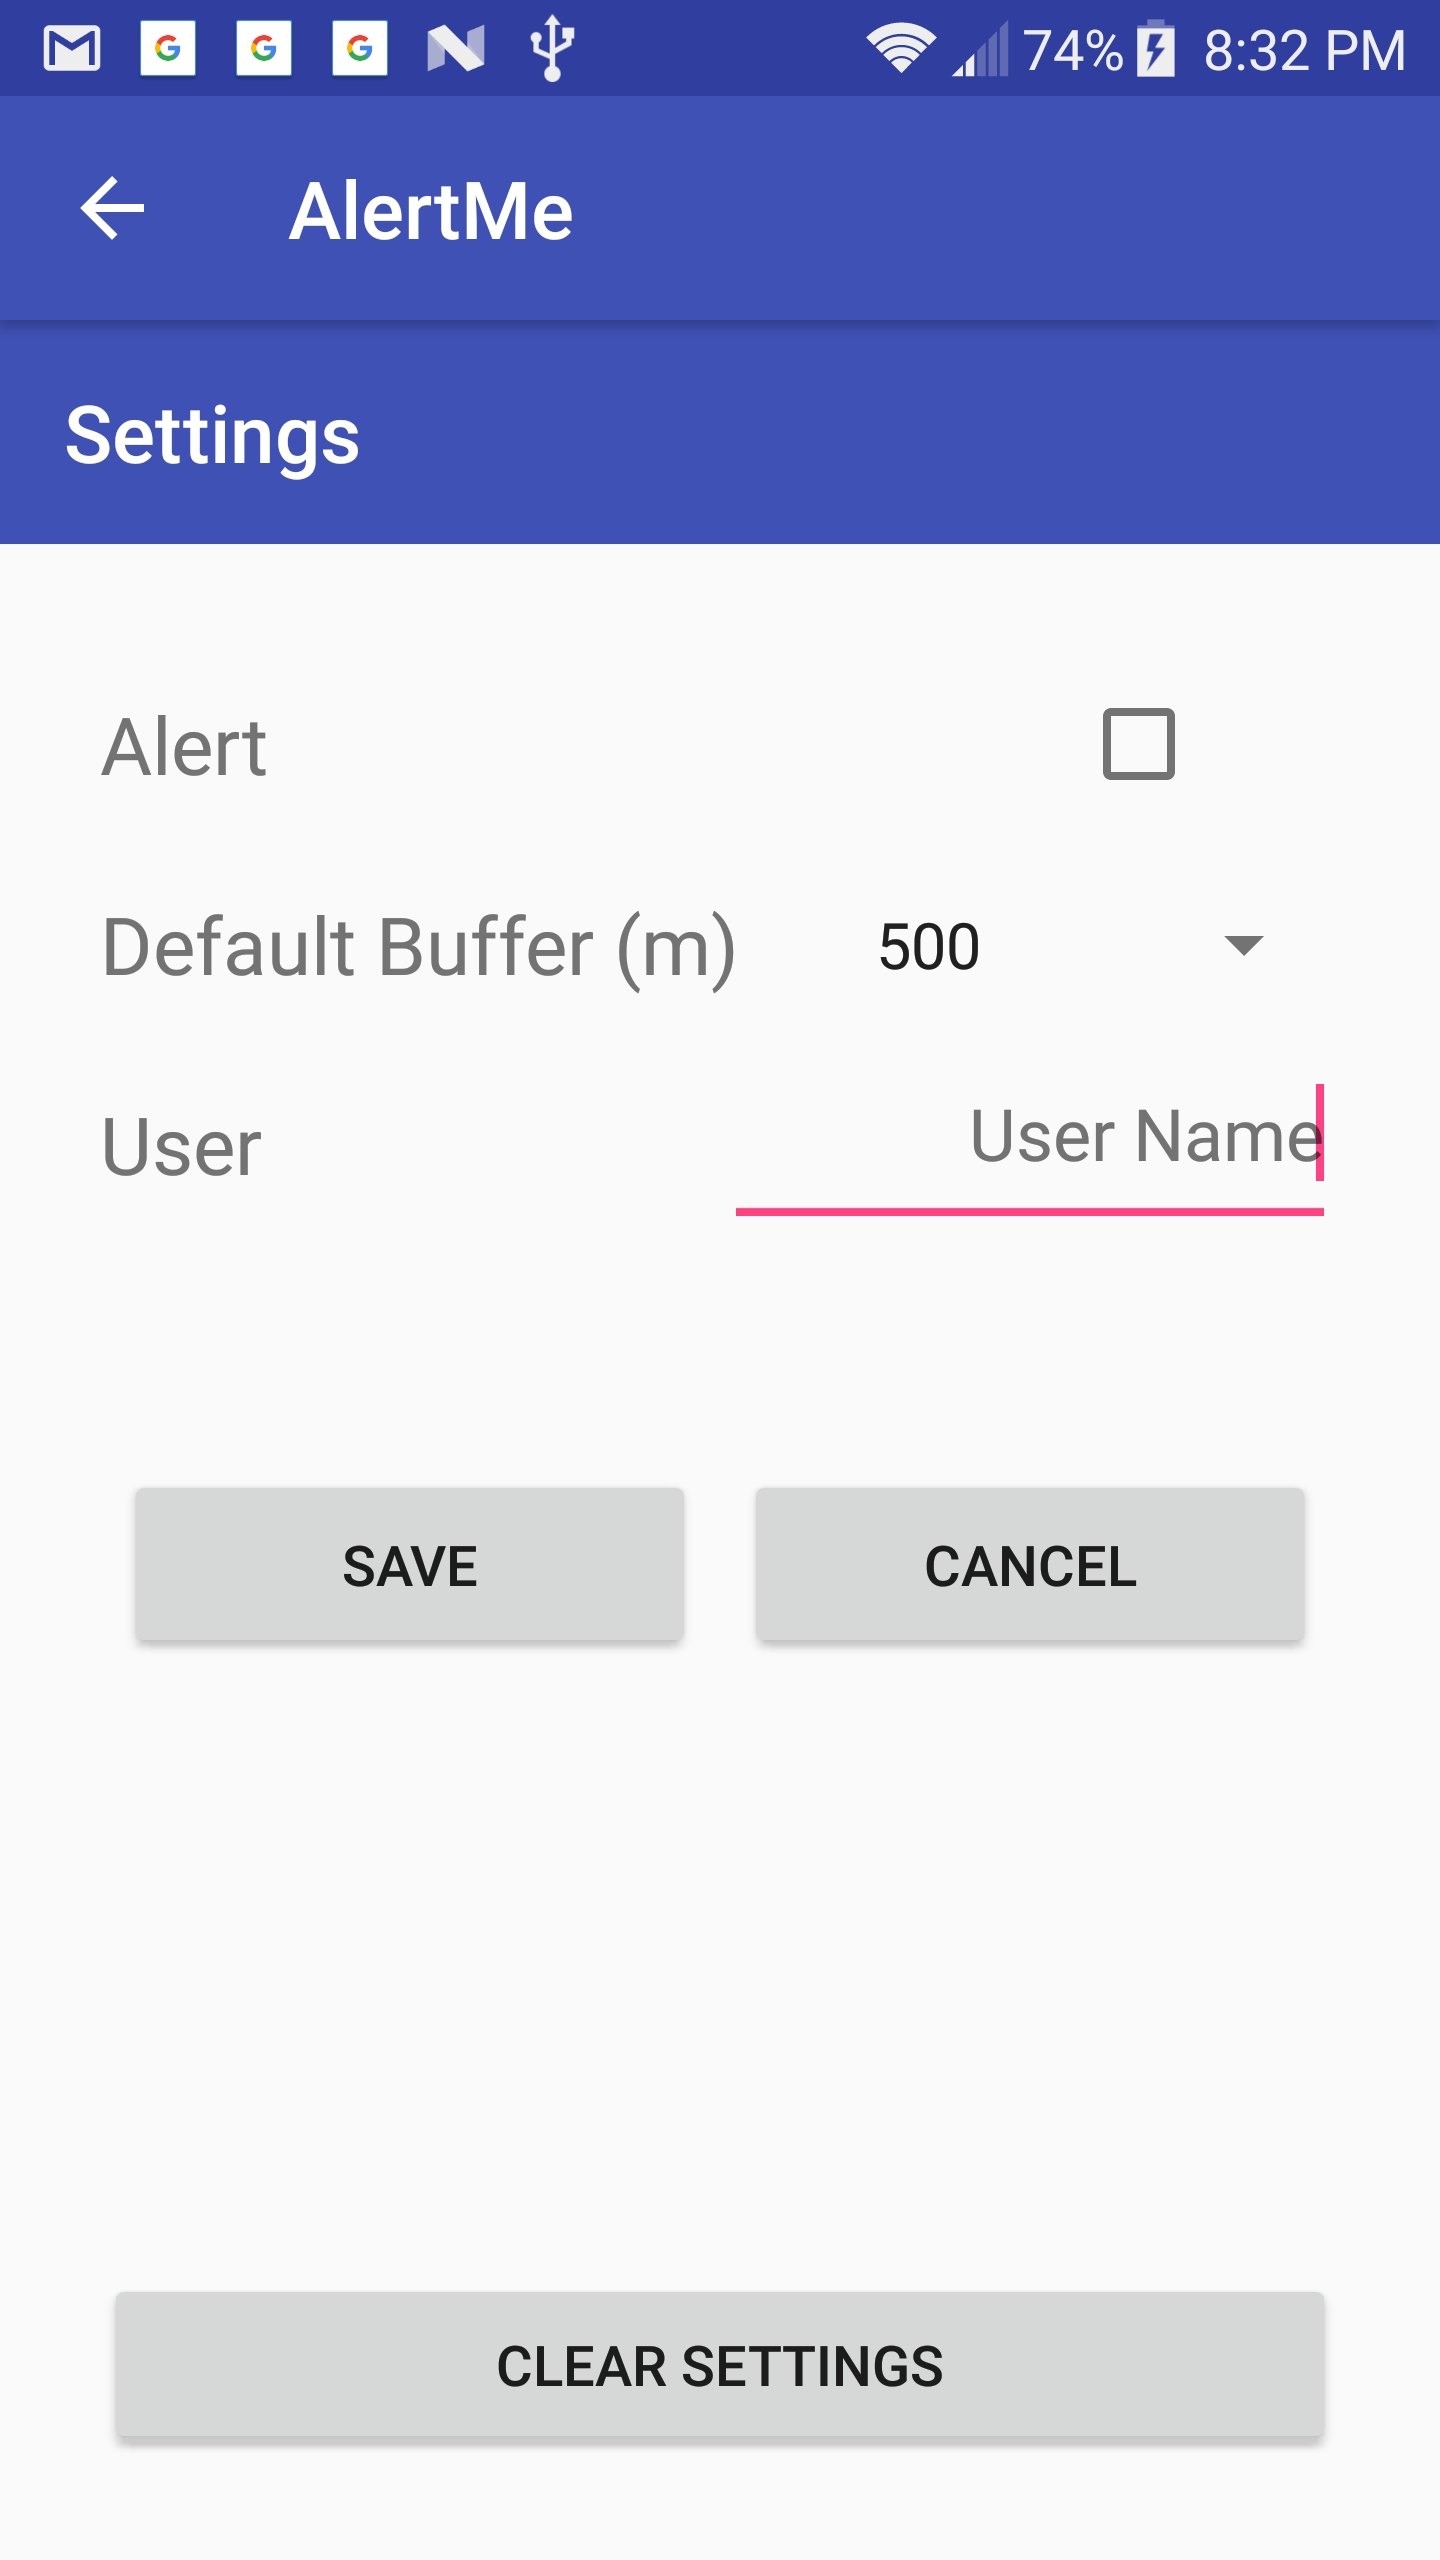 74% 8:32 PM
AlertMe
Settings
Alert
Default Buffer (m) 500
User User Name
SAVE CANCEL
CLEAR SETTINGS